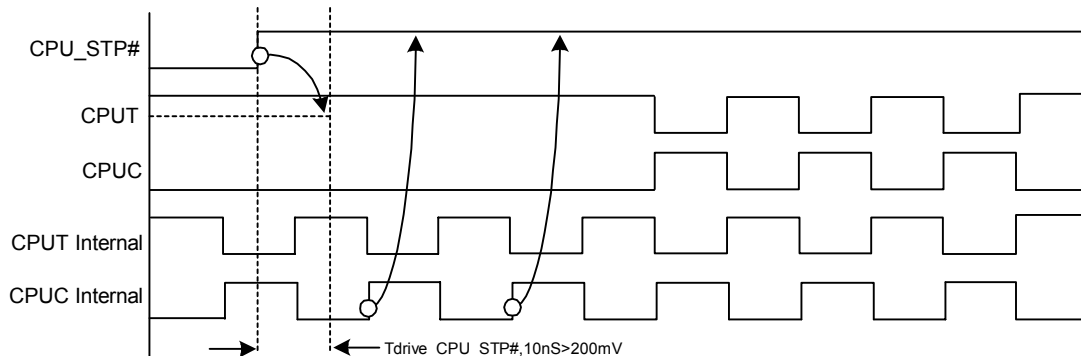 CPU_STP#
CPUT
CPUC
CPUT Internal
CPUC Internal
Tdrive_CPU_STP#,10nS>200mV